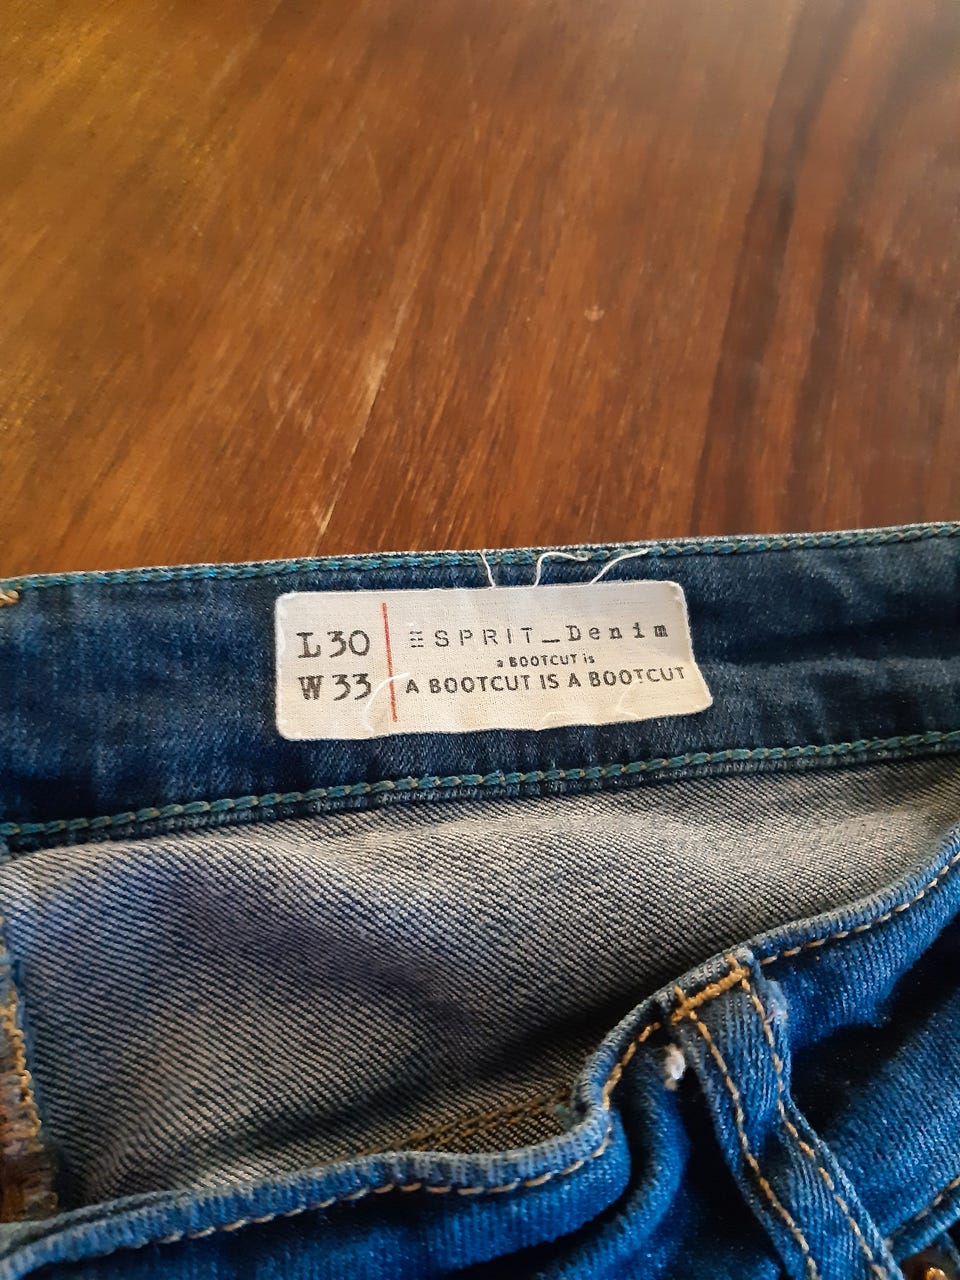 L30
W33
ESPRIT_Denim
a BOOTCUT is
A BOOTCUT IS A BOOTCUT